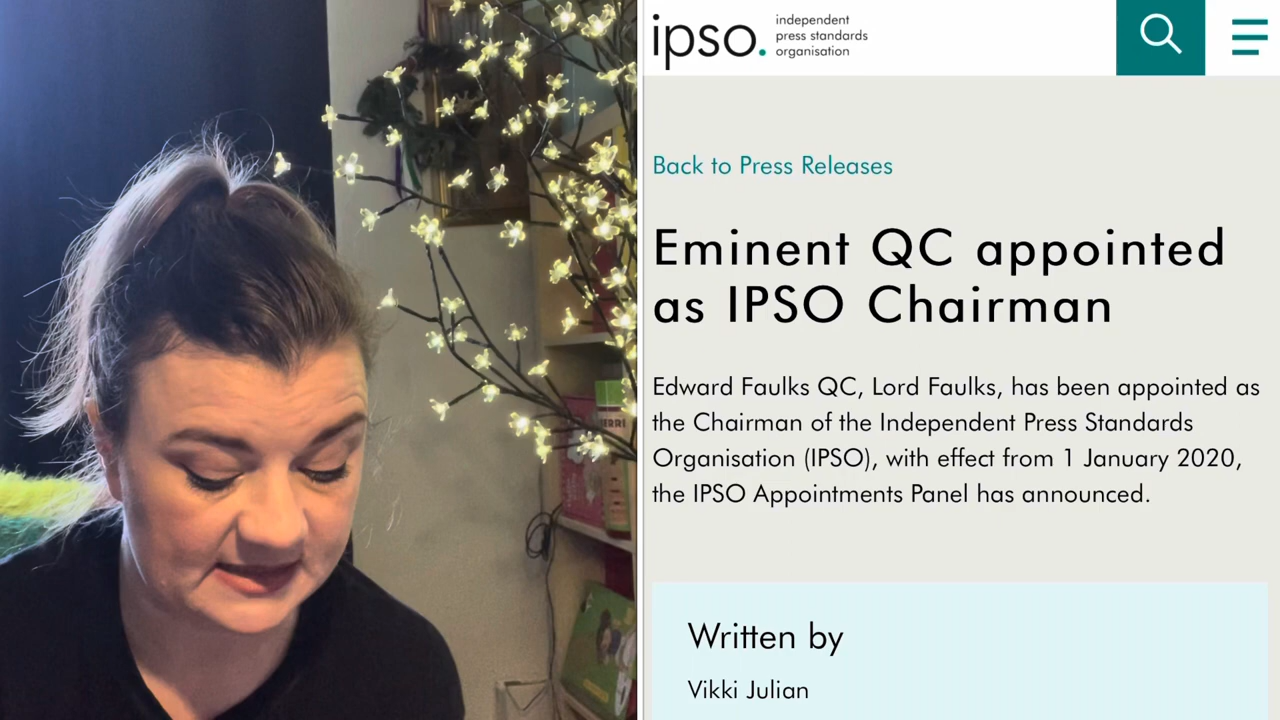 ipso.
independent
press standards
organisation
Back to Press Releases
Eminent QC appointed
as IPSO Chairman
Edward Faulks QC, Lord Faulks, has been appointed as
the Chairman of the Independent Press Standards
Organisation (IPSO), with effect from 1 January 2020,
the IPSO Appointments Panel has announced.
Written by
Vikki Julian